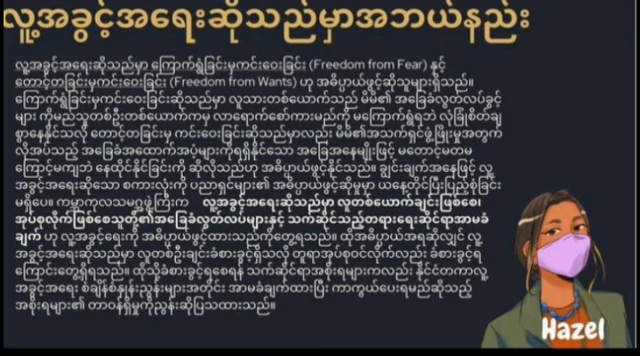 လူ့အခွင့်အရေးဆိုသည်မှာအဘယ်နည်း
လူ့အခွင့်အရေးဆိုသည်မှာ ကြောက်ရွံ့ခြင်းမှကင်းဝေးခြင်း (Freedom from Fear) နှင့်
တောင့်တခြင်းမှကင်းဝေးခြင်း (Freedom from Wants) ဟု အဓိပ္ပာယ်ဖွင့်ဆိုသူများရှိသည်။
ကြောက်ရွံ့ခြင်းမှကင်းဝေးခြင်းဆိုသည်မှာ လူသားတစ်ယောက်သည် မိမိ၏ အခြေခံလွတ်လပ်ခွင့်
များ ကိုမည်သူတစ်ဦးတစ်ယောက်ကမှ လာရောက်စော်ကားမည်ကို မကြောက်ရွံ့ရဘဲ လုံခြုံစိတ်ချ
စွာနေနိုင်သလို တောင့်တခြင်းမှ ကင်းဝေးခြင်းဆိုသည်မှာလည်း မိမိ၏အသက်ရှင်ဖွံ့ဖြိုးမှုအတွက်
လိုအပ်သည့် အခြေခံအထောက်အပံ့များကိုရရှိနိုင်သော အခြေအနေမျိုးဖြင့် မတောင့်မတမ
ကြောင့်မကျဘဲ နေထိုင်နိုင်ခြင်းကို ဆိုလိုသည်ဟု အဓိပ္ပာယ်ဖွင့်နိုင်သည်။ ချွင်းချက်အနေဖြင့် လူ့
အခွင့်အရေးဆိုသော စကားလုံးကို ပညာရှင်များ၏ အဓိပ္ပာယ်ဖွင့်ဆိုမှုမှာ ယနေ့တိုင်ပြီးပြည့်စုံခြင်း
မရှိပေ။ ကမ္ဘာ့ကုလသမဂ္ဂဖွဲ့ကြီးက လူ့အခွင့်အရေးဆိုသည်မှာ လူတစ်ယောက်ချင်းဖြစ်စေ၊
အုပ်စုလိုက်ဖြစ်စေသူတို့၏အခြေခံလွတ်လပ်မှုများနှင့် သက်ဆိုင်သည့်တရားရေးဆိုင်ရာအာမခံ
ချက် ဟု လူ့အခွင့်ရေးကို အဓိပ္ပာယ်ဖွင့်ထားသည်ကိုတွေ့ရသည်။ ထိုအဓိပ္ပာယ်အရဆိုလျှင် လူ့
အခွင့်အရေးဆိုသည်မှာ လူတစ်ဦးချင်းခံစားခွင့်ရှိသလို တူရာအုပ်စုဝင်လိုက်လည်း ခံစားခွင့်ရှိ
ကြောင်းတွေ့ရှိရသည်။ ထိုသို့ခံစားခွင့်ရှိစေရန် သက်ဆိုင်ရာအစိုးရများကလည်း နိုင်ငံတကာလူ့
အခွင့်အရေး စံချိန်စံနှုန်းညွှန်းများအတိုင်း အာမခံချက်ထားပြီး ကာကွယ်ပေးရမည်ဆိုသည့်
အစိုးရများ၏ တာဝန်ရှိမှုကိုညွှန်းဆိုပြသထားသည်။
Hazel